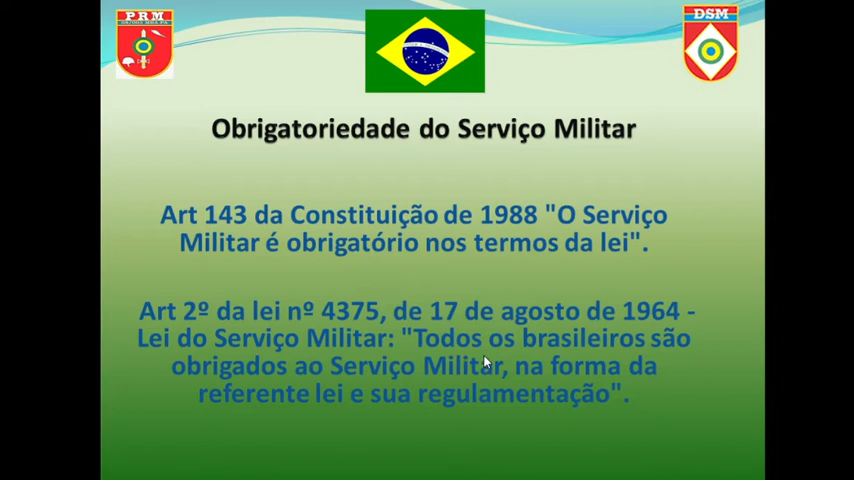 PRM
DSM
Obrigatoriedade do Serviço Militar
Art 143 da Constituição de 1988 "O Serviço
Militar é obrigatório nos termos da lei".
Art 2º da lei nº 4375, de 17 de agosto de 1964 -
Lei do Serviço Militar: "Todos os brasileiros são
obrigados ao Serviço Militar, na forma da
referente lei e sua regulamentação".